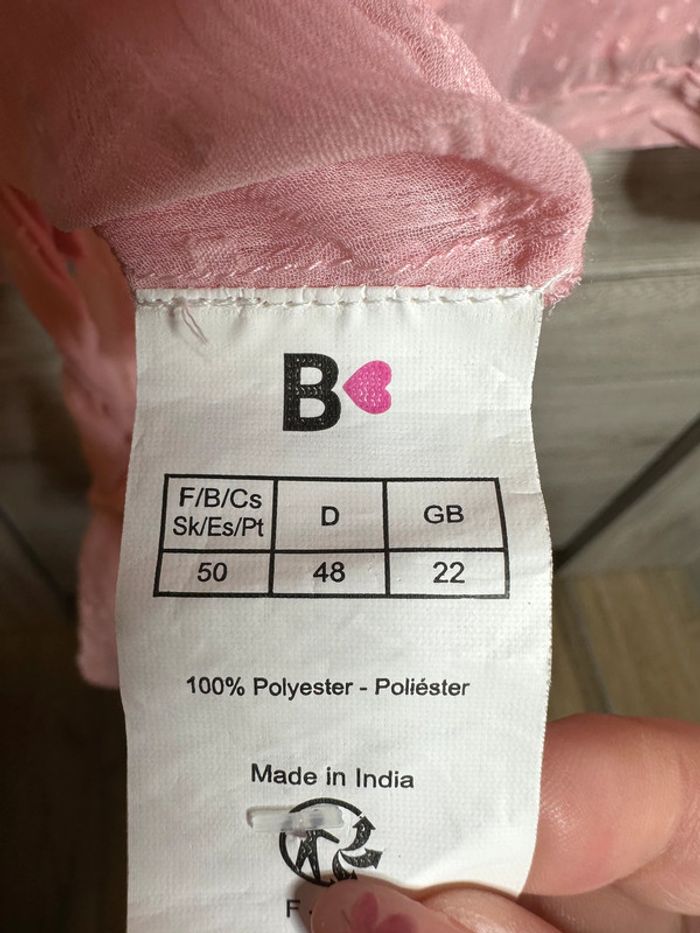 B
F/B/Cs
Sk/Es/Pt
D
GB
50
48
22
100% Polyester - Poliéster
Made in India
F